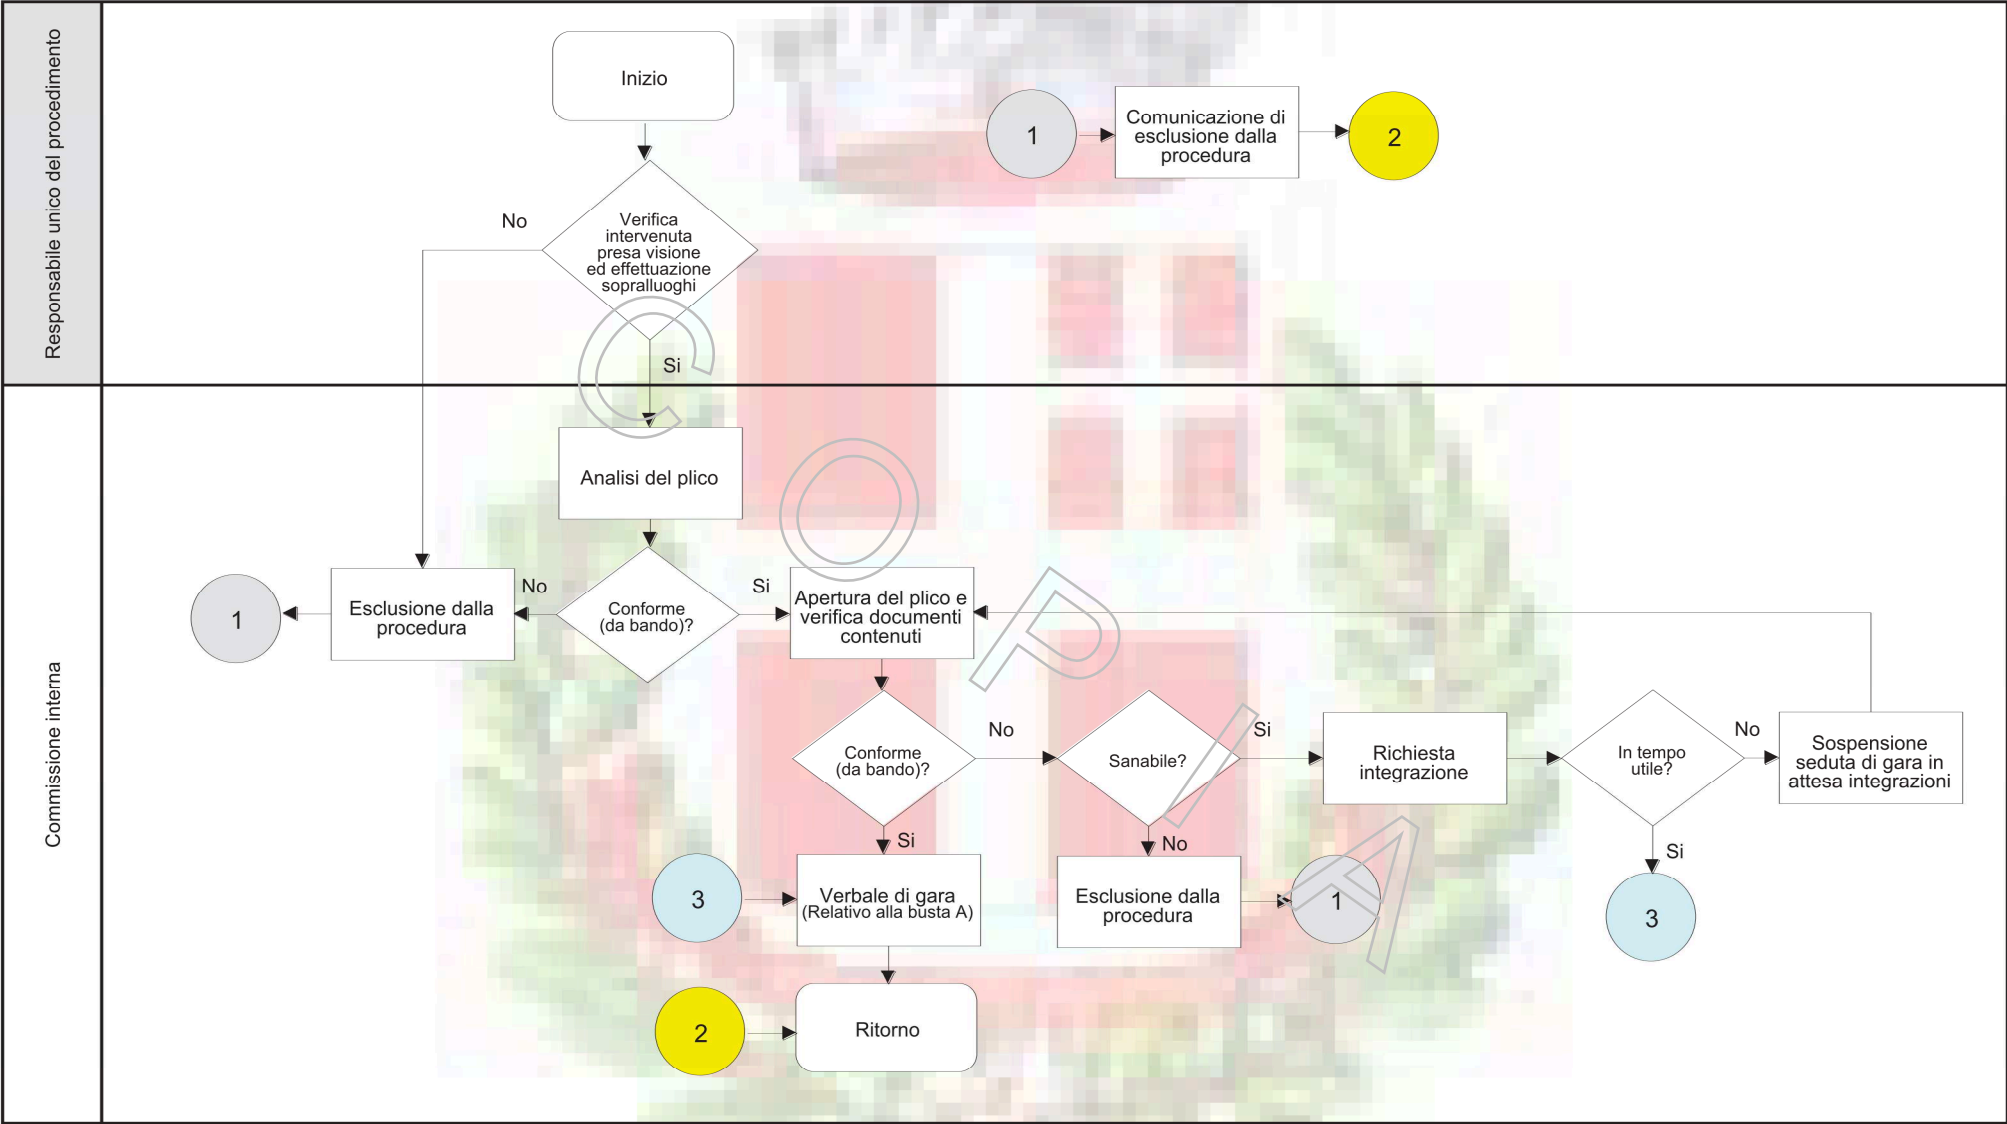 Responsabile unico del procedimento
Inizio
1
Comunicazione di
esclusione dalla
procedura
2
No
Verifica
intervenuta
presa visione
ed effettuazione
sopralluoghi
Si
Commissione interna
Analisi del plico
1
Esclusione dalla
procedura
No
Conforme
(da bando)?
Si
Apertura del plico e
verifica documenti
contenuti
Conforme
(da bando)?
No
Sanabile?
Si
Richiesta
integrazione
In tempo
utile?
No
Sospensione
seduta di gara in
attesa integrazioni
Si
No
Si
3
Verbale di gara
(Relativo alla busta A)
Esclusione dalla
procedura
1
3
2
Ritorno
COPIA